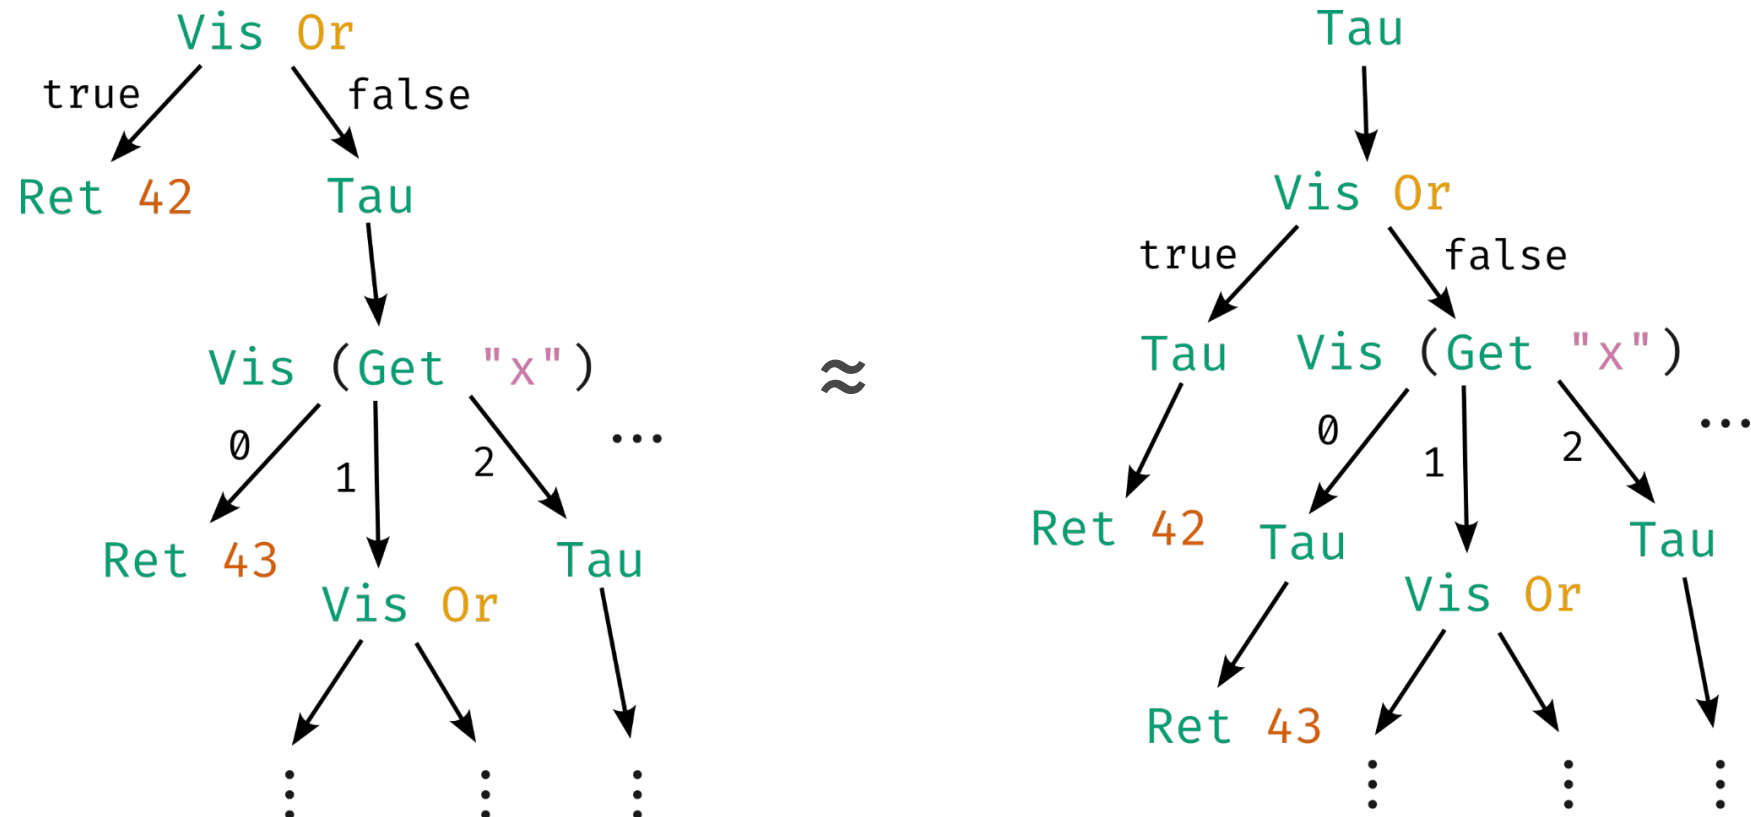 Vis Or
true false
Ret 42 Tau
Vis (Get "x")
0 1 2 ...
Ret 43 Tau
Vis Or
≈
Tau
Vis Or
true false
Tau Vis (Get "x")
0 1 2 ...
Ret 42 Tau Tau
Vis Or
Ret 43